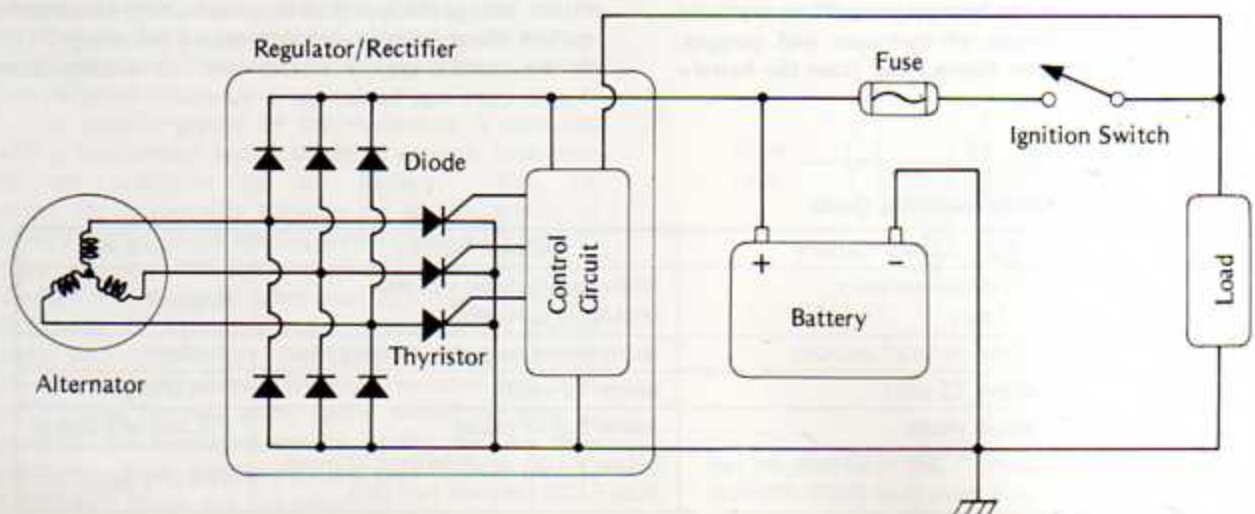 Regulator/Rectifier
Fuse
Ignition Switch
Diode
Control
Circuit
Load
+
−
Battery
Thyristor
Alternator